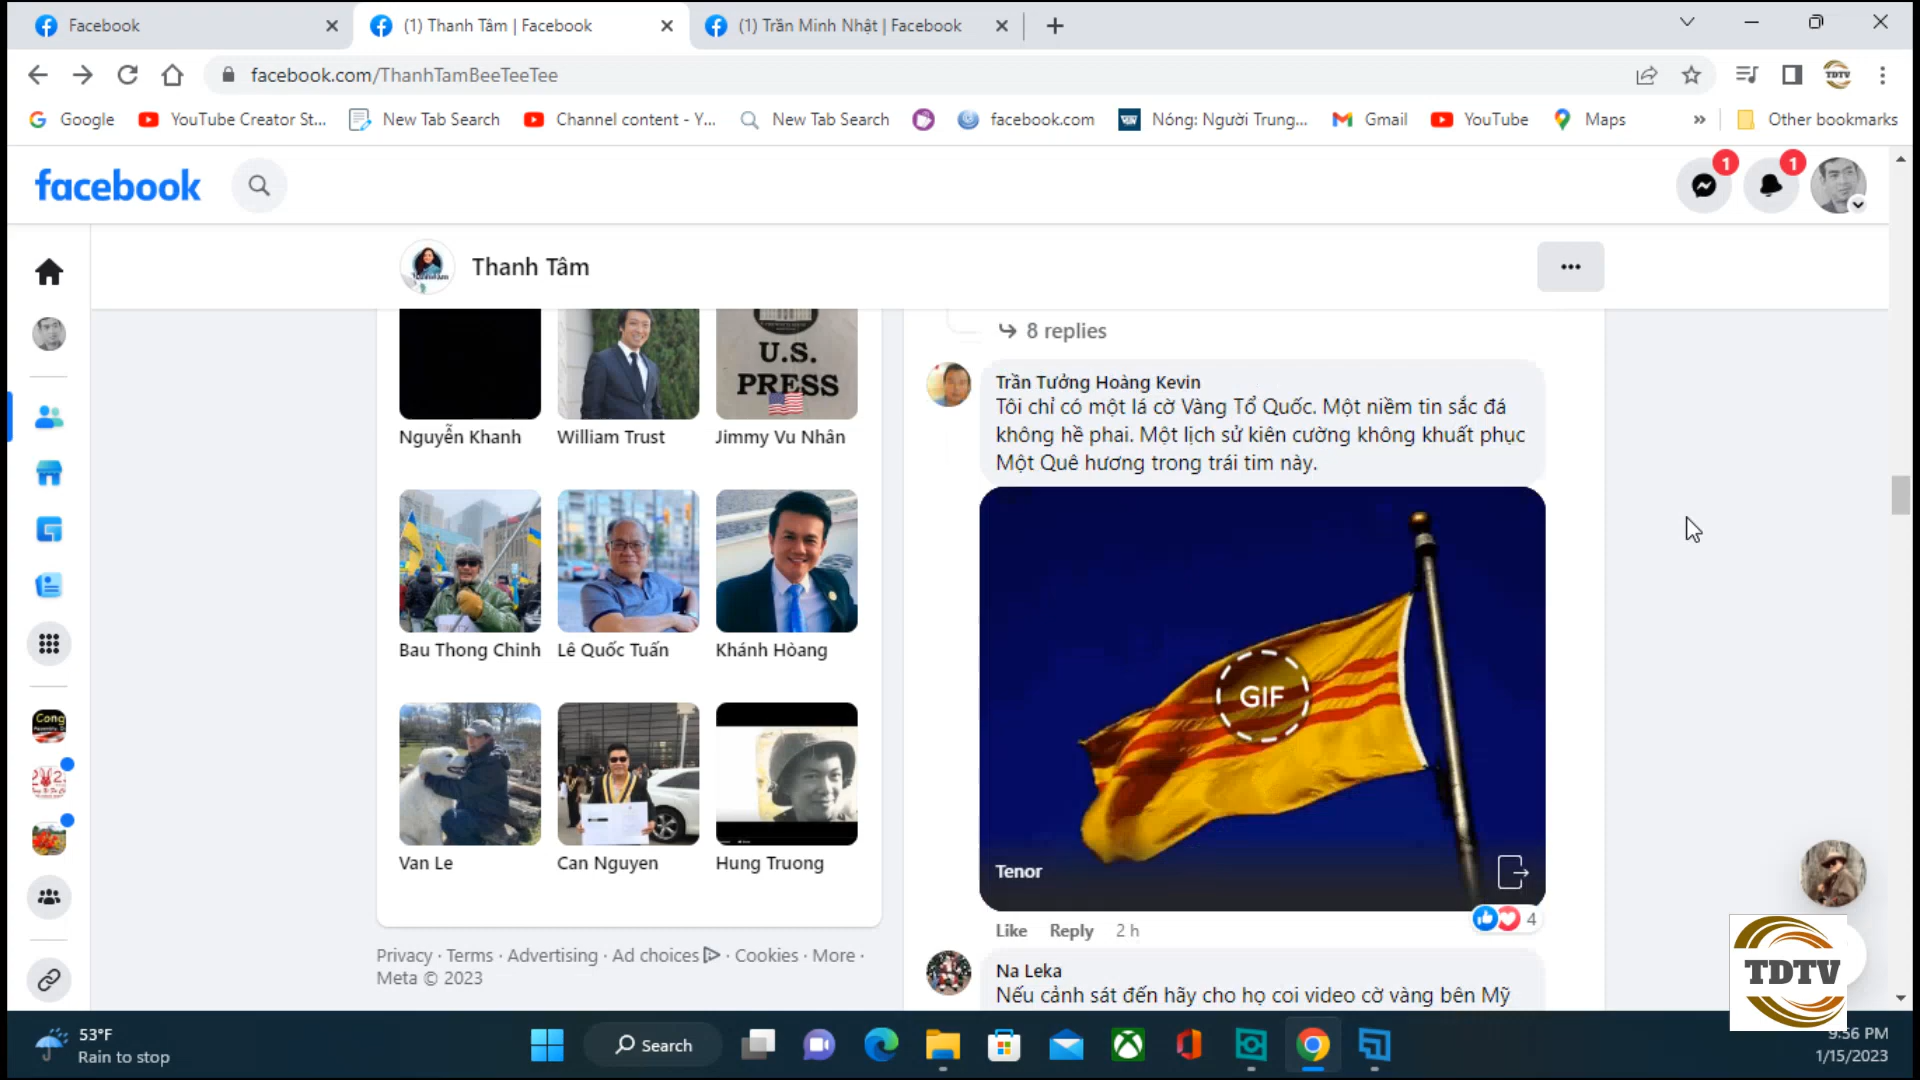 Facebook
(1) Thanh Tâm | Facebook
(1) Trần Minh Nhật | Facebook
facebook.com/ThanhTamBeeTeeTee
TDTV
Google
YouTube Creator St...
New Tab Search
Channel content - Y...
New Tab Search
facebook.com
Nóng: Người Trung...
Gmail
YouTube
Maps
»
Other bookmarks
facebook
1
1
Thanh Tâm
U.S.
PRESS
Nguyễn Khanh
William Trust
Jimmy Vu Nhân
Bau Thong Chinh
Lê Quốc Tuấn
Khánh Hòang
Van Le
Can Nguyen
Hung Truong
Privacy · Terms · Advertising · Ad choices · Cookies · More ·
Meta © 2023
8 replies
Trần Tưởng Hoàng Kevin
Tôi chỉ có một lá cờ Vàng Tổ Quốc. Một niềm tin sắc đá
không hề phai. Một lịch sử kiên cường không khuất phục
Một Quê hương trong trái tim này.
GIF
Tenor
Like Reply 2 h
4
Na Leka
Nếu cảnh sát đến hãy cho họ coi video cờ vàng bên Mỹ
Cong
TDTV
53°F
Rain to stop
Search
9:56 PM
1/15/2023